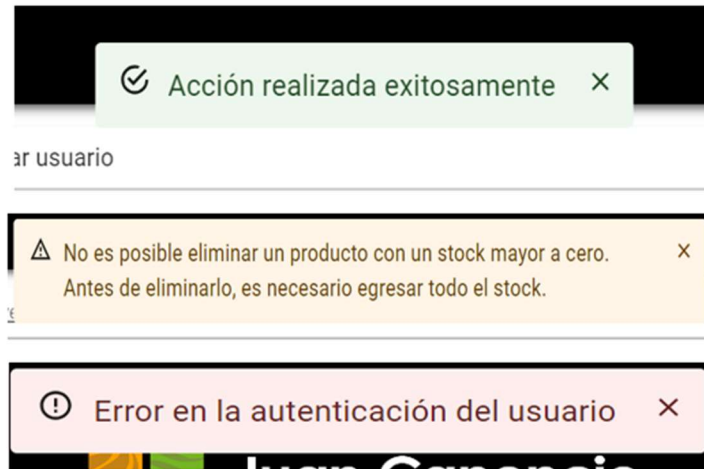 Acción realizada exitosamente
ar usuario
No es posible eliminar un producto con un stock mayor a cero.
Antes de eliminarlo, es necesario egresar todo el stock.
Error en la autenticación del usuario